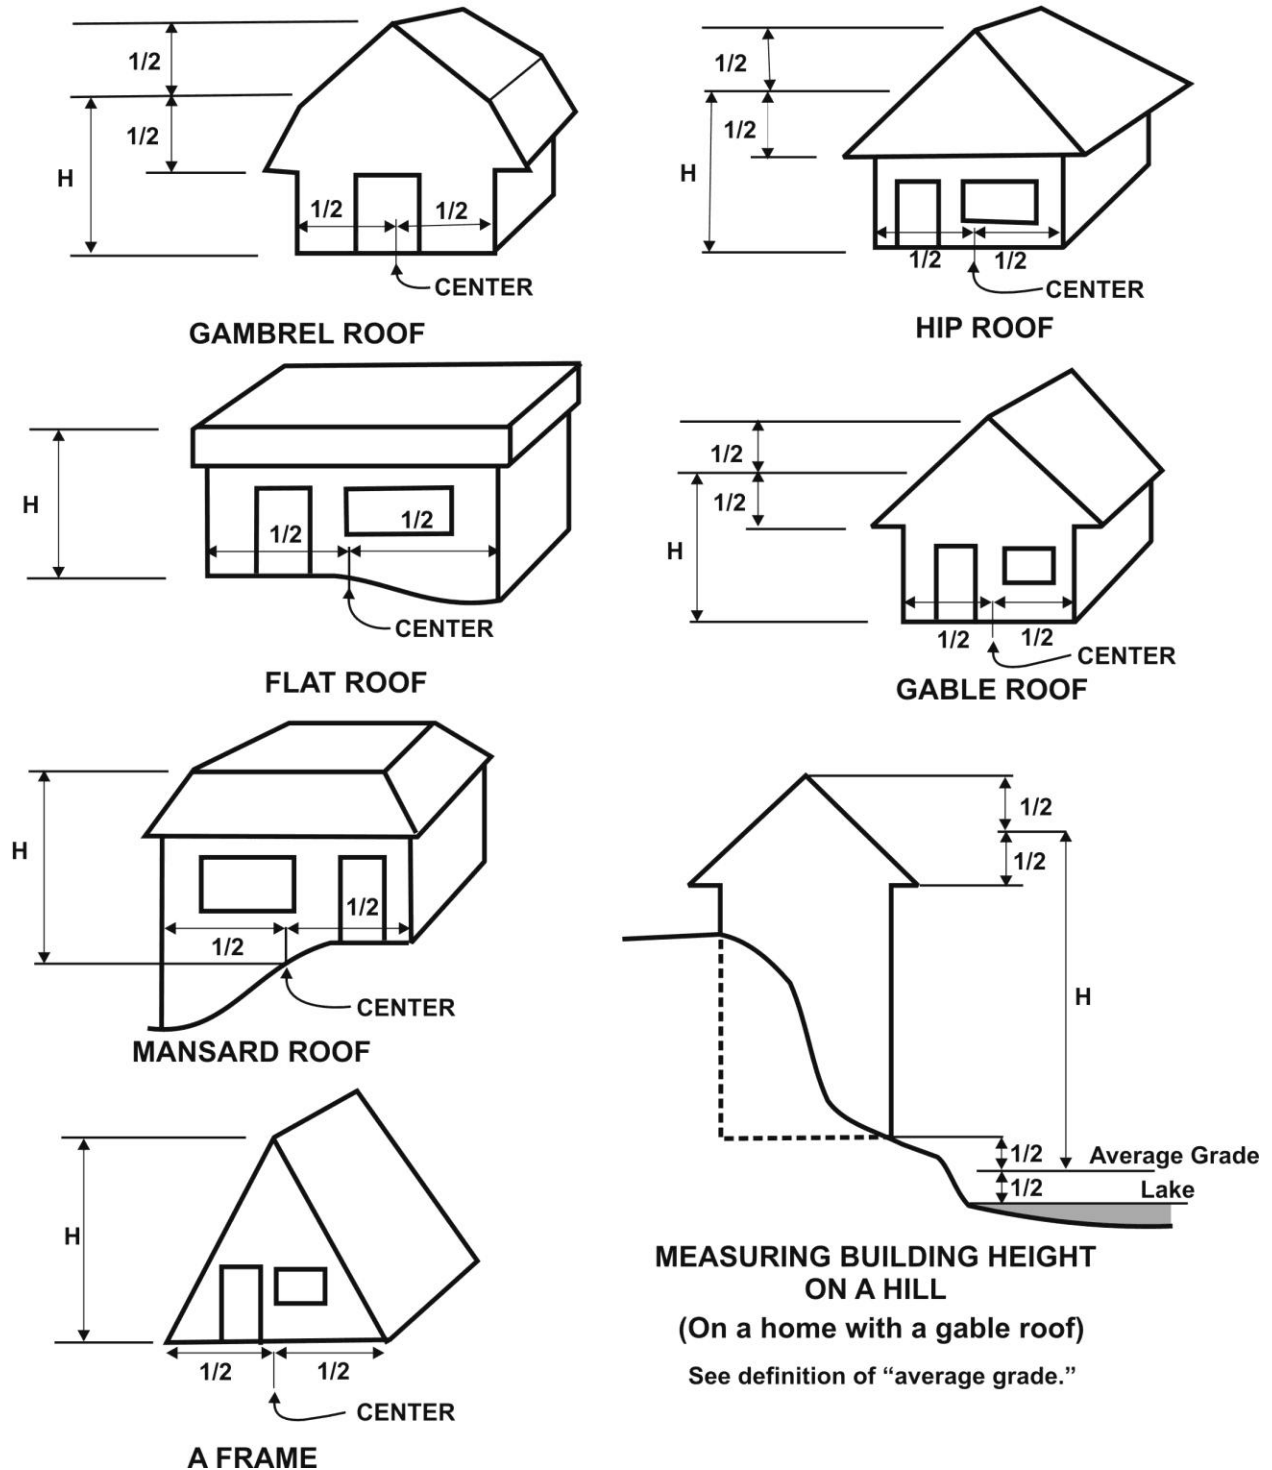 1/2
1/2
H
1/2
1/2
CENTER
GAMBREL ROOF
1/2
1/2
H
1/2
1/2
CENTER
HIP ROOF
H
1/2
1/2
CENTER
FLAT ROOF
1/2
1/2
H
1/2
1/2
CENTER
GABLE ROOF
H
1/2
1/2
CENTER
MANSARD ROOF
1/2
1/2
H
1/2
Average Grade
1/2
Lake
MEASURING BUILDING HEIGHT
ON A HILL
(On a home with a gable roof)
See definition of “average grade.”
H
1/2
1/2
CENTER
A FRAME